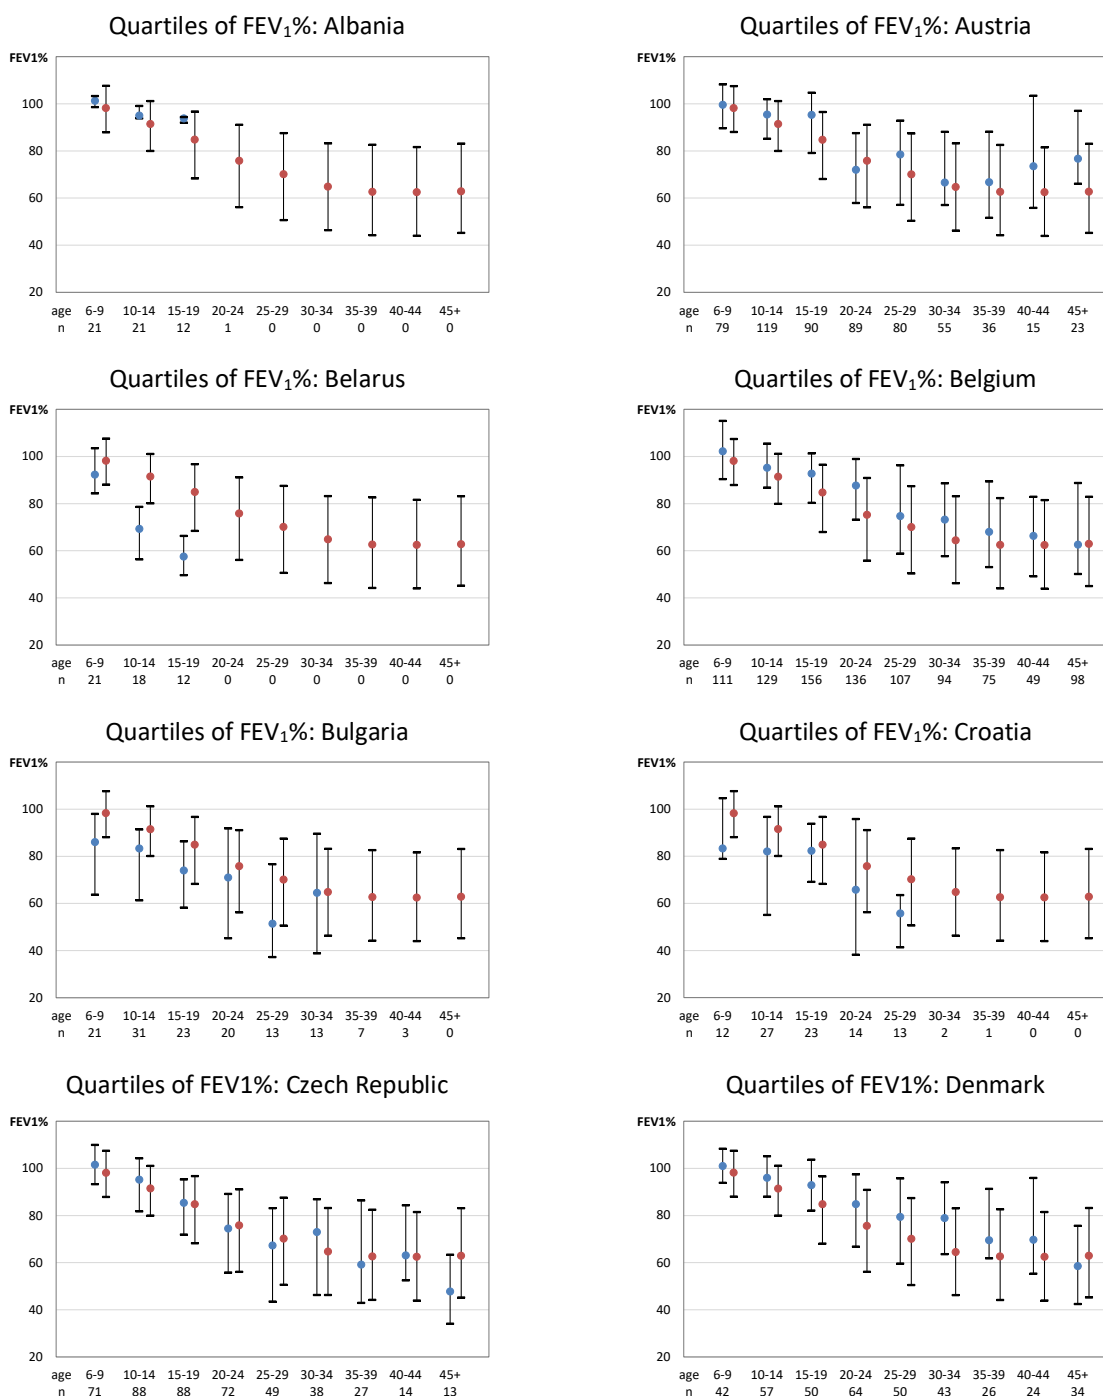 Quartiles of FEV₁%: Albania
FEV1%
100
80
60
40
20
age 6-9 10-14 15-19 20-24 25-29 30-34 35-39 40-44 45+
n 21 21 12 1 0 0 0 0 0
Quartiles of FEV₁%: Austria
FEV1%
100
80
60
40
20
age 6-9 10-14 15-19 20-24 25-29 30-34 35-39 40-44 45+
n 79 119 90 89 80 55 36 15 23
Quartiles of FEV₁%: Belarus
FEV1%
100
80
60
40
20
age 6-9 10-14 15-19 20-24 25-29 30-34 35-39 40-44 45+
n 21 18 12 0 0 0 0 0 0
Quartiles of FEV₁%: Belgium
FEV1%
100
80
60
40
20
age 6-9 10-14 15-19 20-24 25-29 30-34 35-39 40-44 45+
n 111 129 156 136 107 94 75 49 98
Quartiles of FEV₁%: Bulgaria
FEV1%
100
80
60
40
20
age 6-9 10-14 15-19 20-24 25-29 30-34 35-39 40-44 45+
n 21 31 23 20 13 13 7 3 0
Quartiles of FEV₁%: Croatia
FEV1%
100
80
60
40
20
age 6-9 10-14 15-19 20-24 25-29 30-34 35-39 40-44 45+
n 12 27 23 14 13 2 1 0 0
Quartiles of FEV1%: Czech Republic
FEV1%
100
80
60
40
20
age 6-9 10-14 15-19 20-24 25-29 30-34 35-39 40-44 45+
n 71 88 88 72 49 38 27 14 13
Quartiles of FEV1%: Denmark
FEV1%
100
80
60
40
20
age 6-9 10-14 15-19 20-24 25-29 30-34 35-39 40-44 45+
n 42 57 50 64 50 43 26 24 34